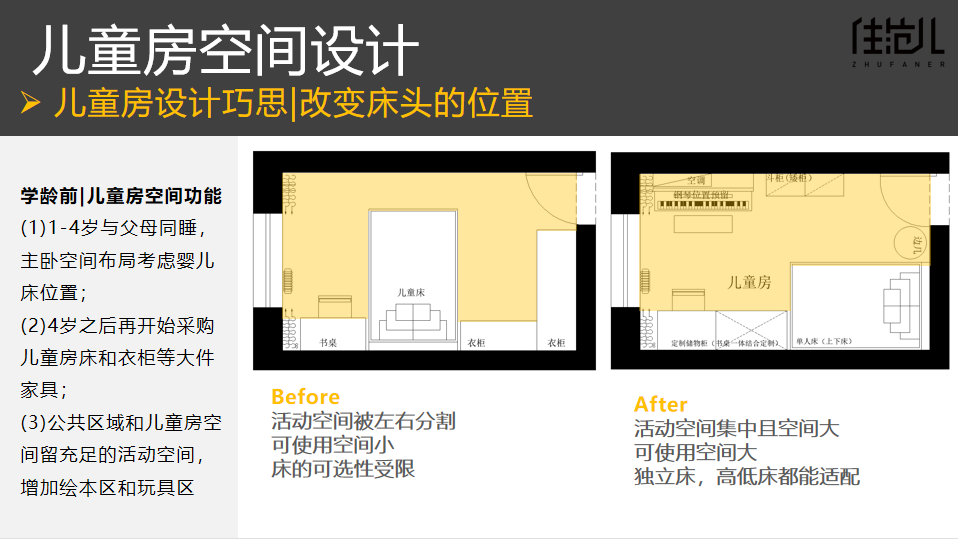 儿童房空间设计
住范儿
ZHUFANER
➢ 儿童房设计巧思|改变床头的位置
学龄前|儿童房空间功能
(1)1-4岁与父母同睡，
主卧空间布局考虑婴儿
床位置；
(2)4岁之后再开始采购
儿童房床和衣柜等大件
家具；
(3)公共区域和儿童房空
间留充足的活动空间，
增加绘本区和玩具区
儿童床
书桌
衣柜
衣柜
Before
活动空间被左右分割
可使用空间小
床的可选性受限
空调
斗柜(矮柜)
钢琴位置预留
边几
儿童房
定制储物柜(书桌一体结合定制)
单人床(上下床)
After
活动空间集中且空间大
可使用空间大
独立床，高低床都能适配